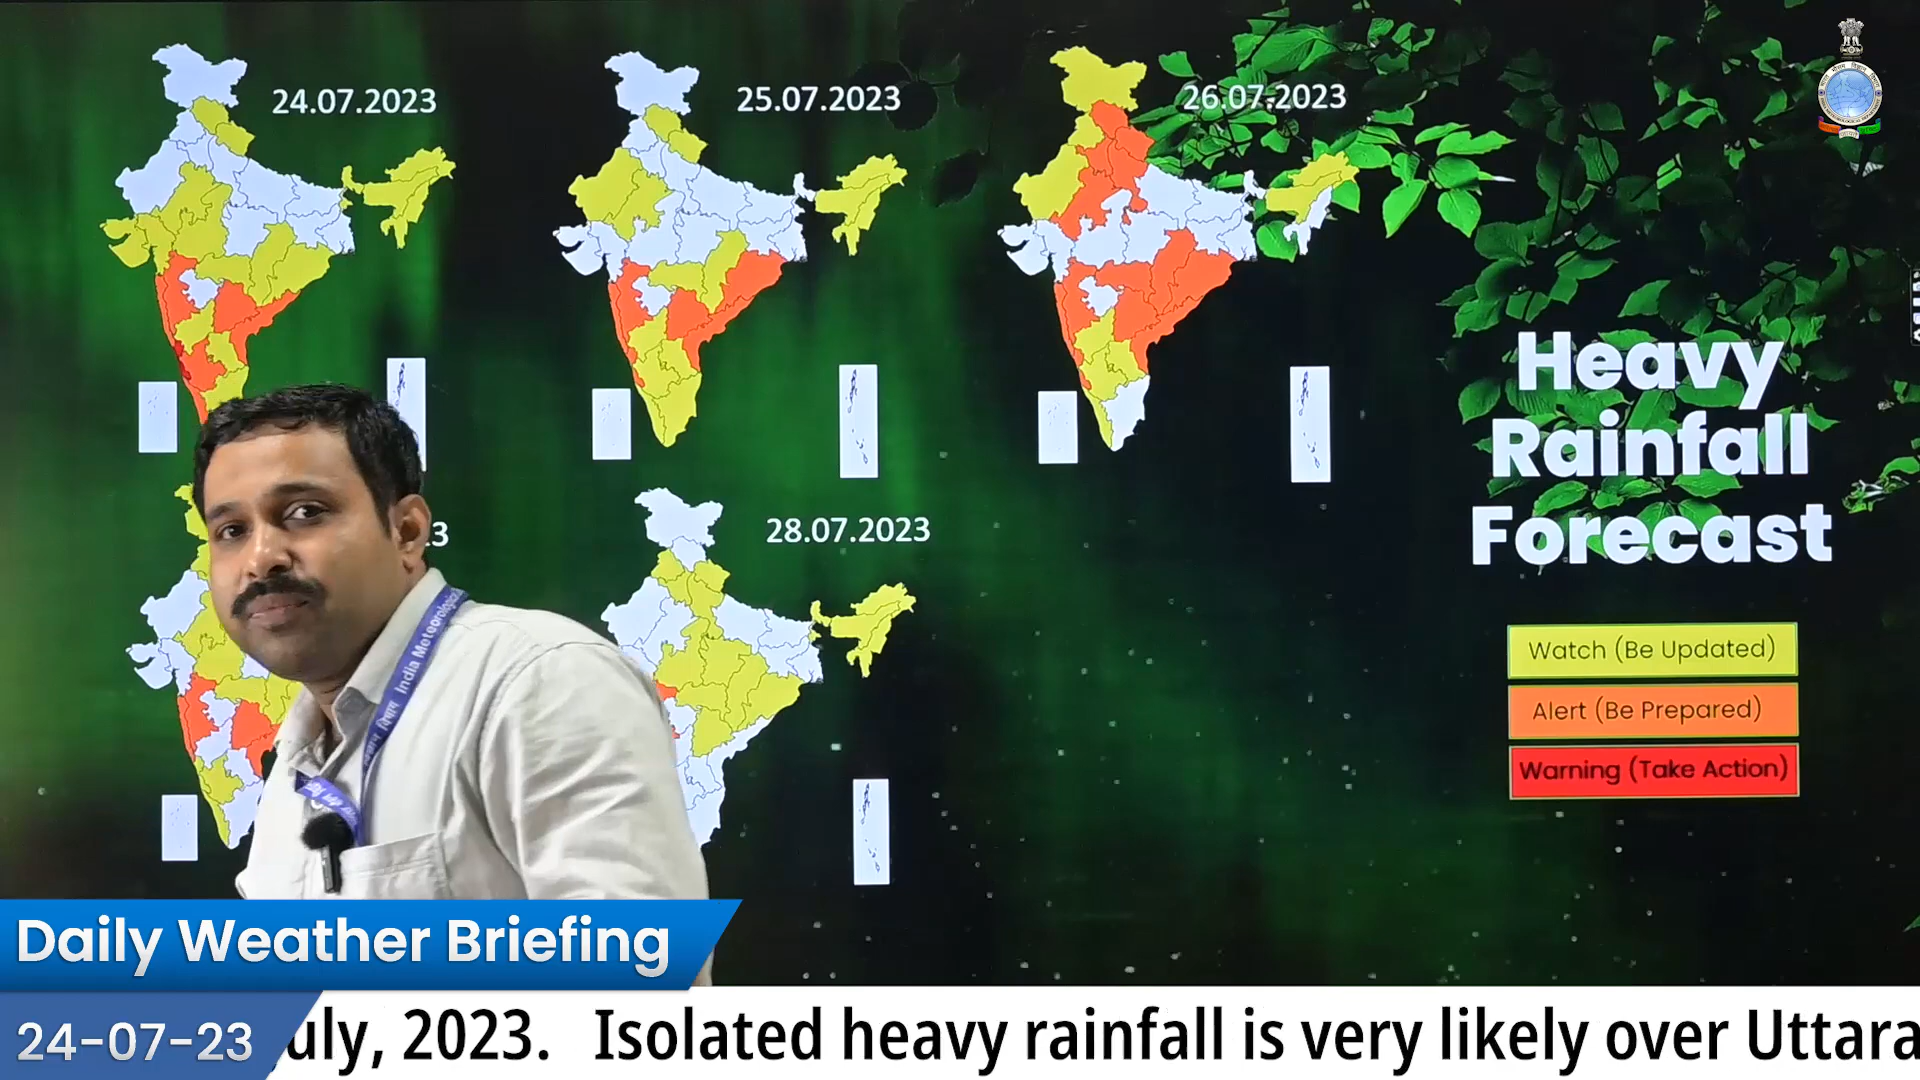 24.07.2023
25.07.2023
26.07.2023
28.07.2023
Heavy
Rainfall
Forecast
Watch (Be Updated)
Alert (Be Prepared)
Warning (Take Action)
India Meteorological
Daily Weather Briefing
24-07-23
uly, 2023. Isolated heavy rainfall is very likely over Uttara